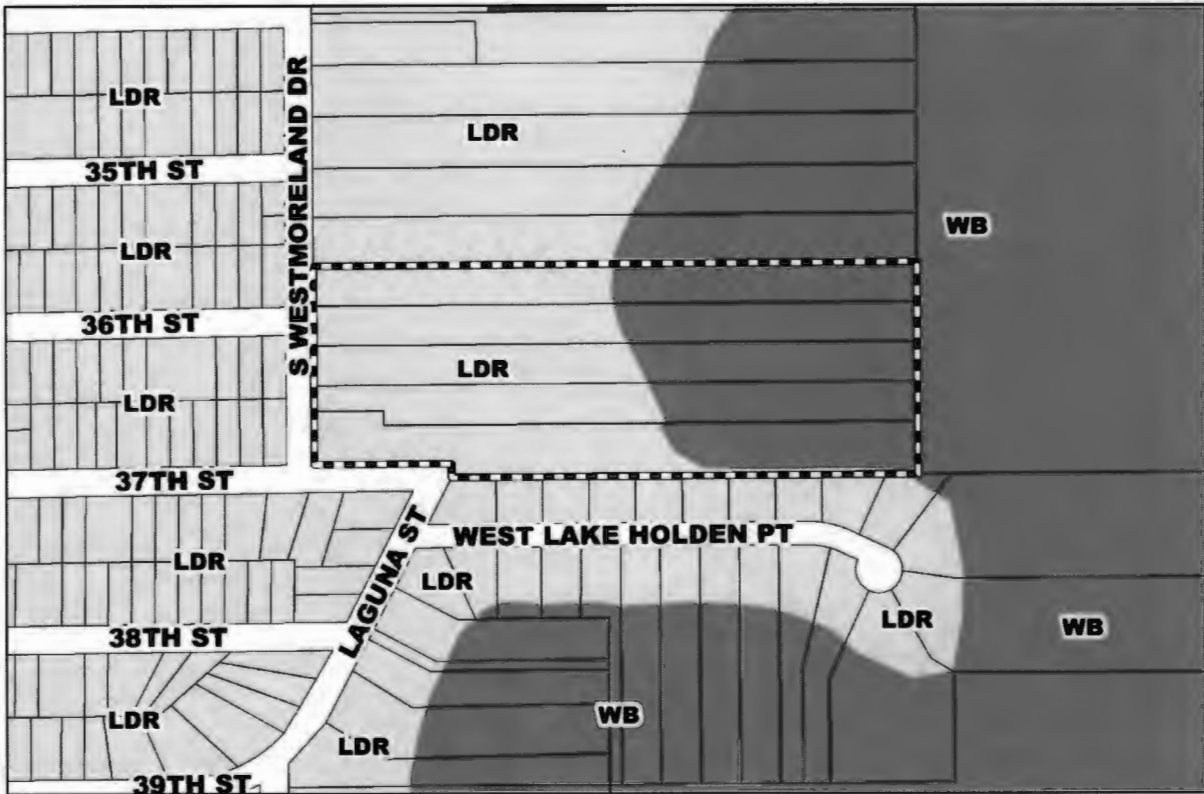 LDR
S WESTMORELAND DR
LDR
35TH ST
LDR
WB
36TH ST
LDR
LDR
37TH ST
WEST LAKE HOLDEN PT
LDR
LAGUNA ST
LDR
LDR
WB
38TH ST
LDR
WB
LDR
39TH ST